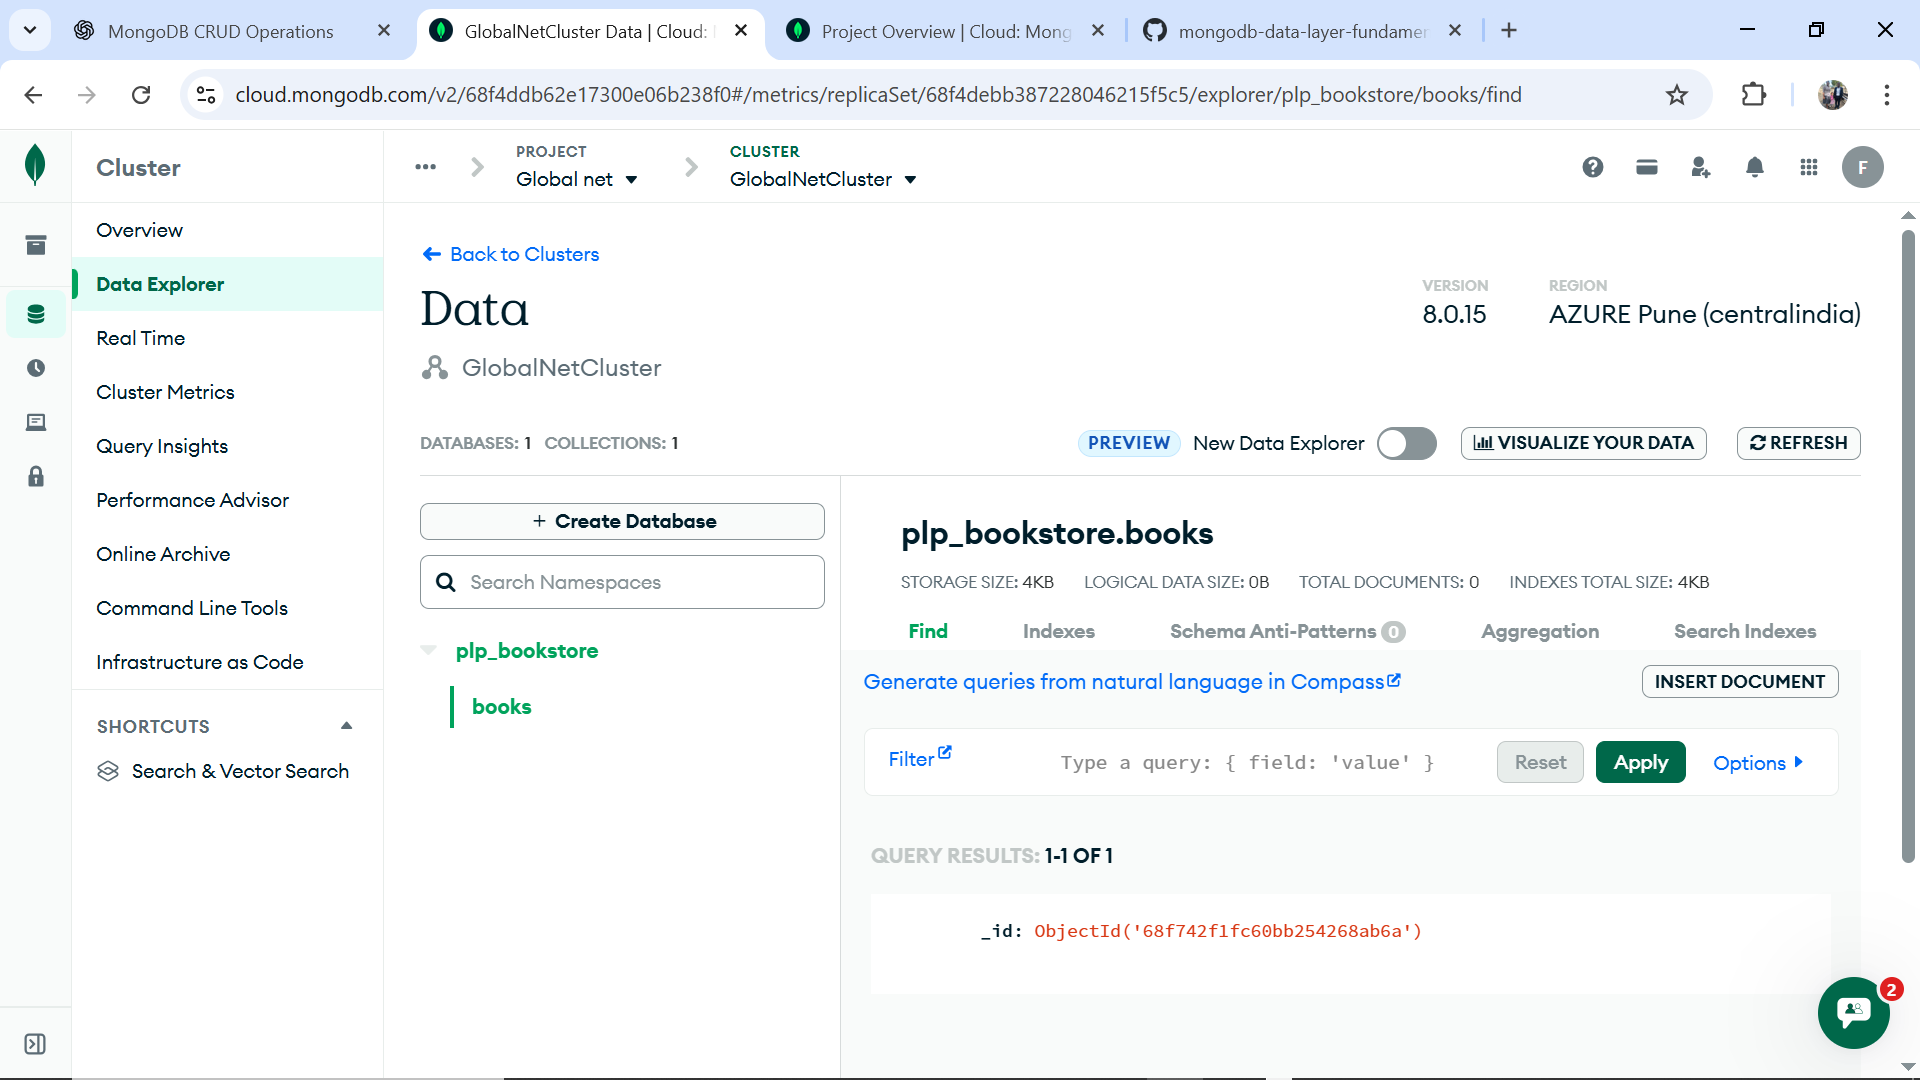 MongoDB CRUD Operations
GlobalNetCluster Data | Cloud:
Project Overview | Cloud: Mong
mongodb-data-layer-fundamer
cloud.mongodb.com/v2/68f4ddb62e17300e06b238f0#/metrics/replicaSet/68f4debb387228046215f5c5/explorer/plp_bookstore/books/find
Cluster
PROJECT
Global net
CLUSTER
GlobalNetCluster
F
Overview
Data Explorer
Real Time
Cluster Metrics
Query Insights
Performance Advisor
Online Archive
Command Line Tools
Infrastructure as Code
SHORTCUTS
Search & Vector Search
Back to Clusters
Data
GlobalNetCluster
VERSION
8.0.15
REGION
AZURE Pune (centralindia)
DATABASES: 1 COLLECTIONS: 1
PREVIEW New Data Explorer
VISUALIZE YOUR DATA
REFRESH
+ Create Database
Search Namespaces
plp_bookstore
books
plp_bookstore.books
STORAGE SIZE: 4KB LOGICAL DATA SIZE: 0B TOTAL DOCUMENTS: 0 INDEXES TOTAL SIZE: 4KB
Find Indexes Schema Anti-Patterns 0 Aggregation Search Indexes
Generate queries from natural language in Compass
INSERT DOCUMENT
Filter
Type a query: { field: 'value' }
Reset
Apply
Options
QUERY RESULTS: 1-1 OF 1
_id: ObjectId('68f742f1fc60bb254268ab6a')
2